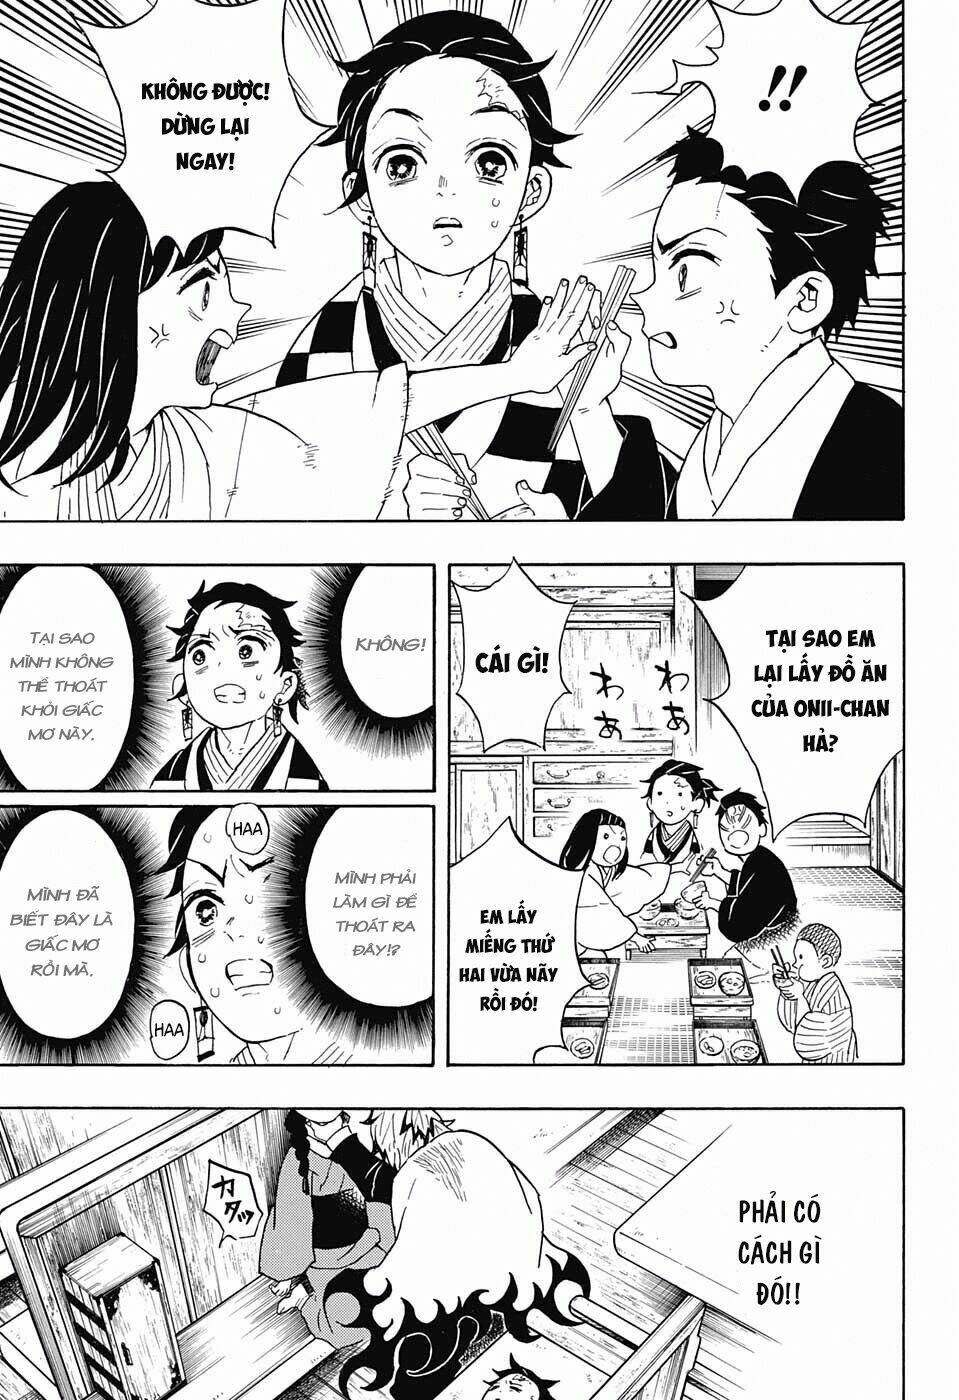 !!
KHÔNG ĐƯỢC!
DỪNG LẠI
NGAY!
TẠI SAO EM
LẠI LẤY ĐỒ ĂN
CỦA ONII-CHAN
HẢ?
CÁI GÌ!
わぁ
わぁ
EM LẤY
MIẾNG THỨ
HAI VỪA NÃY
RỒI ĐÓ!
KHÔNG!
TẠI SAO
MÌNH KHÔNG
THỂ THOÁT
KHỎI GIẤC
MƠ NÀY.
HAA
MÌNH PHẢI
LÀM GÌ ĐỂ
THOÁT RA
ĐÂY!?
MÌNH ĐÃ
BIẾT ĐÂY LÀ
GIẤC MƠ
RỒI MÀ.
HAA
PHẢI CÓ
CÁCH GÌ
ĐÓ!!
カタッ